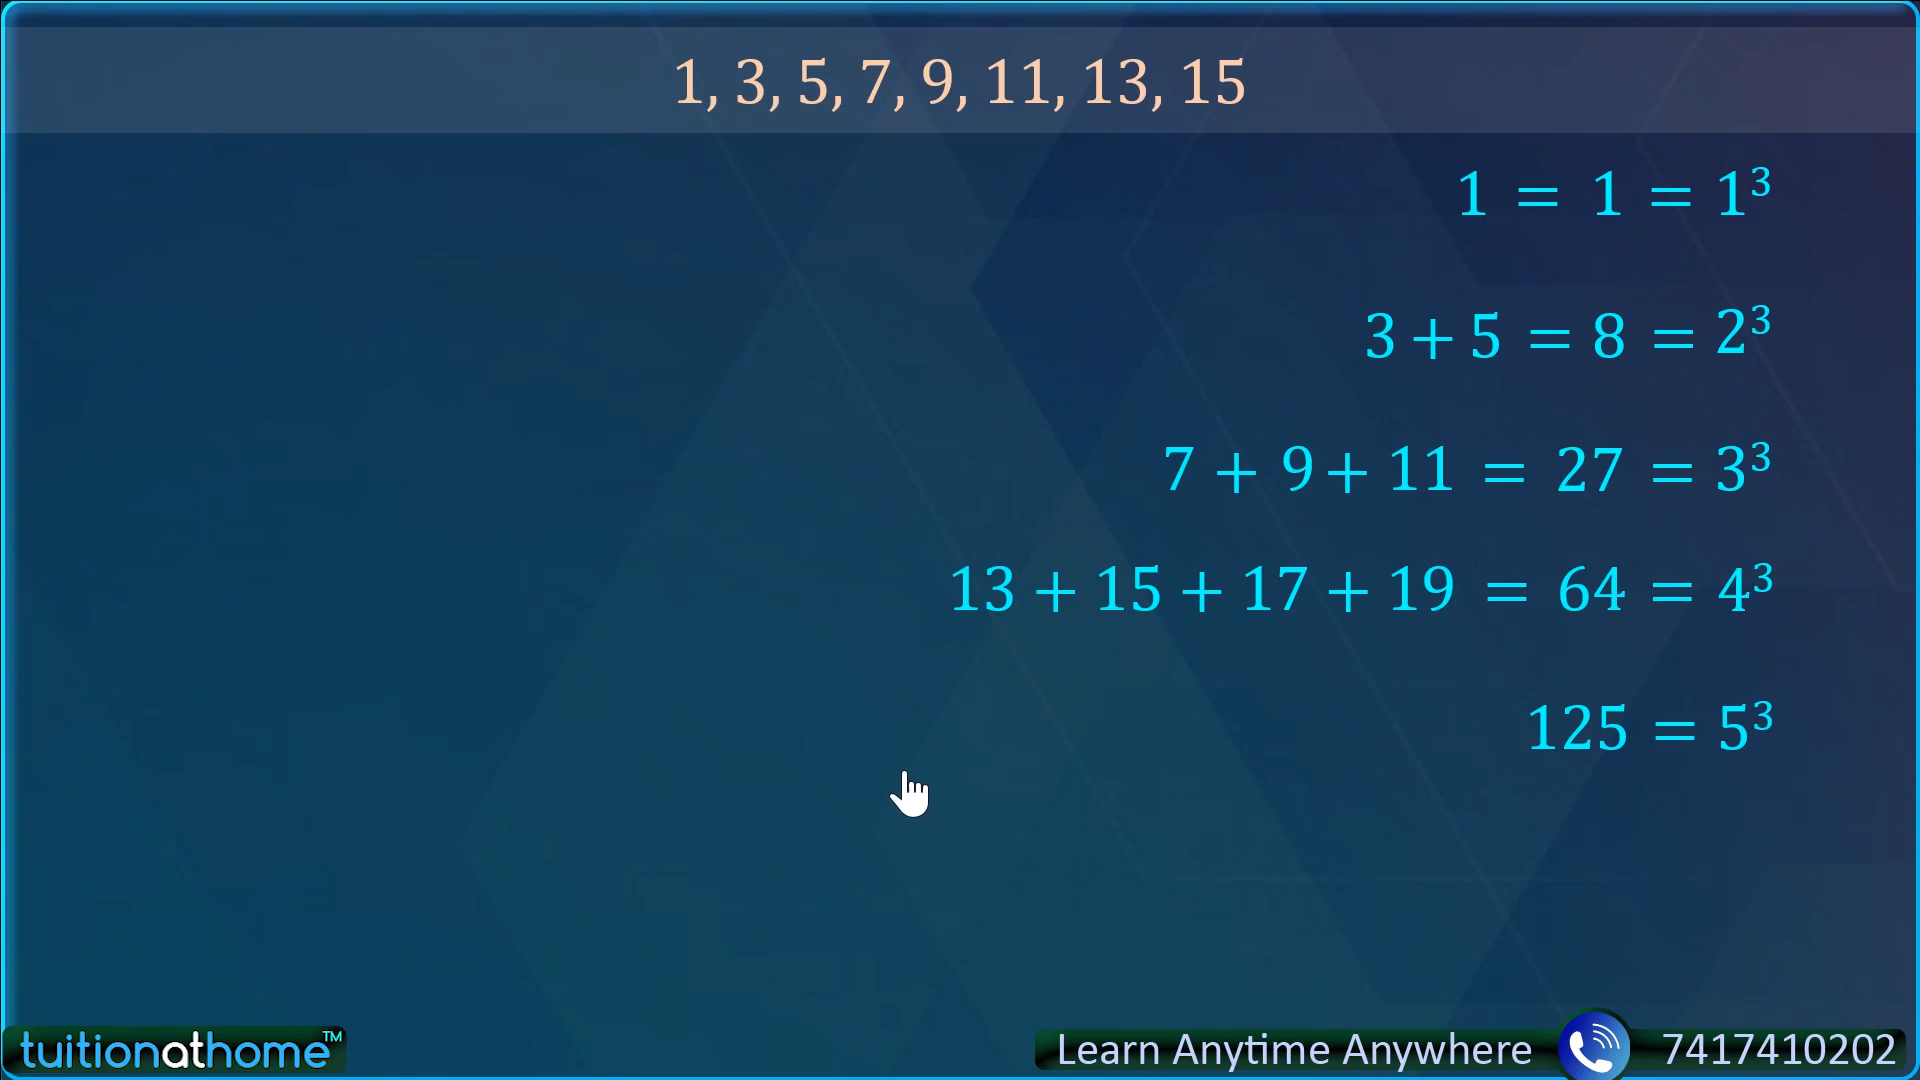 1, 3, 5, 7, 9, 11, 13, 15
1 = 1 = 1³
3 + 5 = 8 = 2³
7 + 9 + 11 = 27 = 3³
13 + 15 + 17 + 19 = 64 = 4³
125 = 5³
tuitionathome™
Learn Anytime Anywhere 7417410202